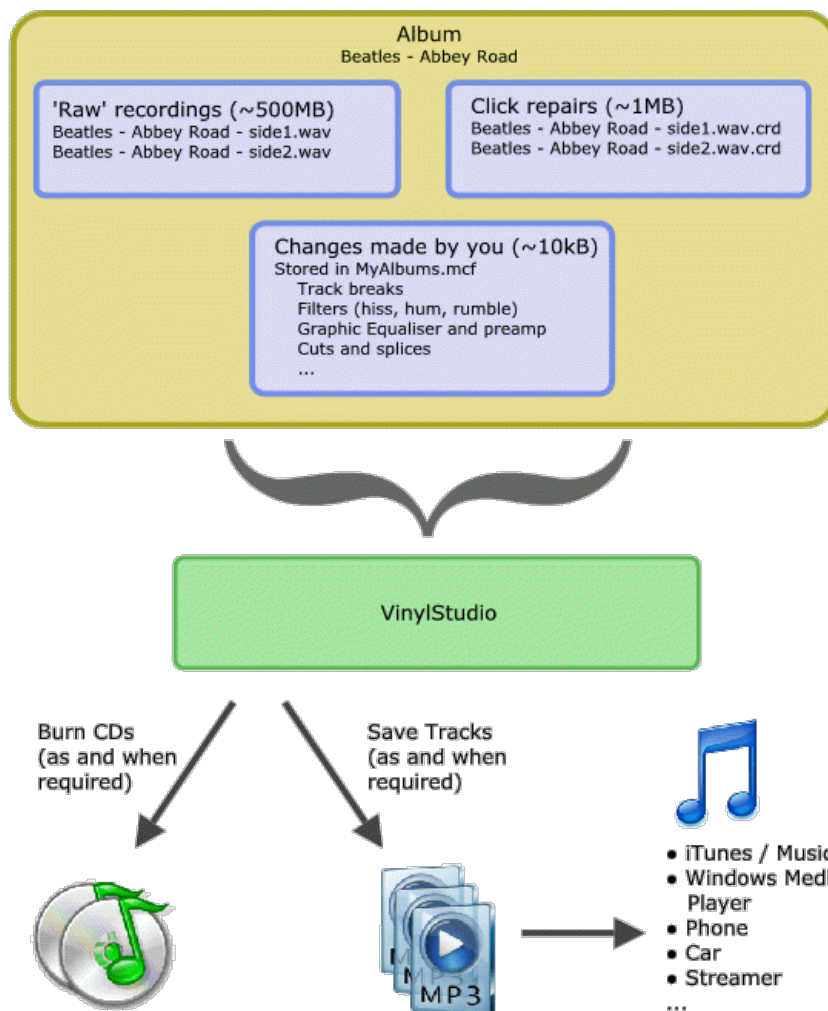 Album
Beatles - Abbey Road
'Raw' recordings (~500MB)
Beatles - Abbey Road - side1.wav
Beatles - Abbey Road - side2.wav
Click repairs (~1MB)
Beatles - Abbey Road - side1.wav.crd
Beatles - Abbey Road - side2.wav.crd
Changes made by you (~10kB)
Stored in MyAlbums.mcf
Track breaks
Filters (hiss, hum, rumble)
Graphic Equaliser and preamp
Cuts and splices
...
VinylStudio
Burn CDs
(as and when
required)
Save Tracks
(as and when
required)
MP3
● iTunes / Music
● Windows Medi
Player
● Phone
● Car
● Streamer
...